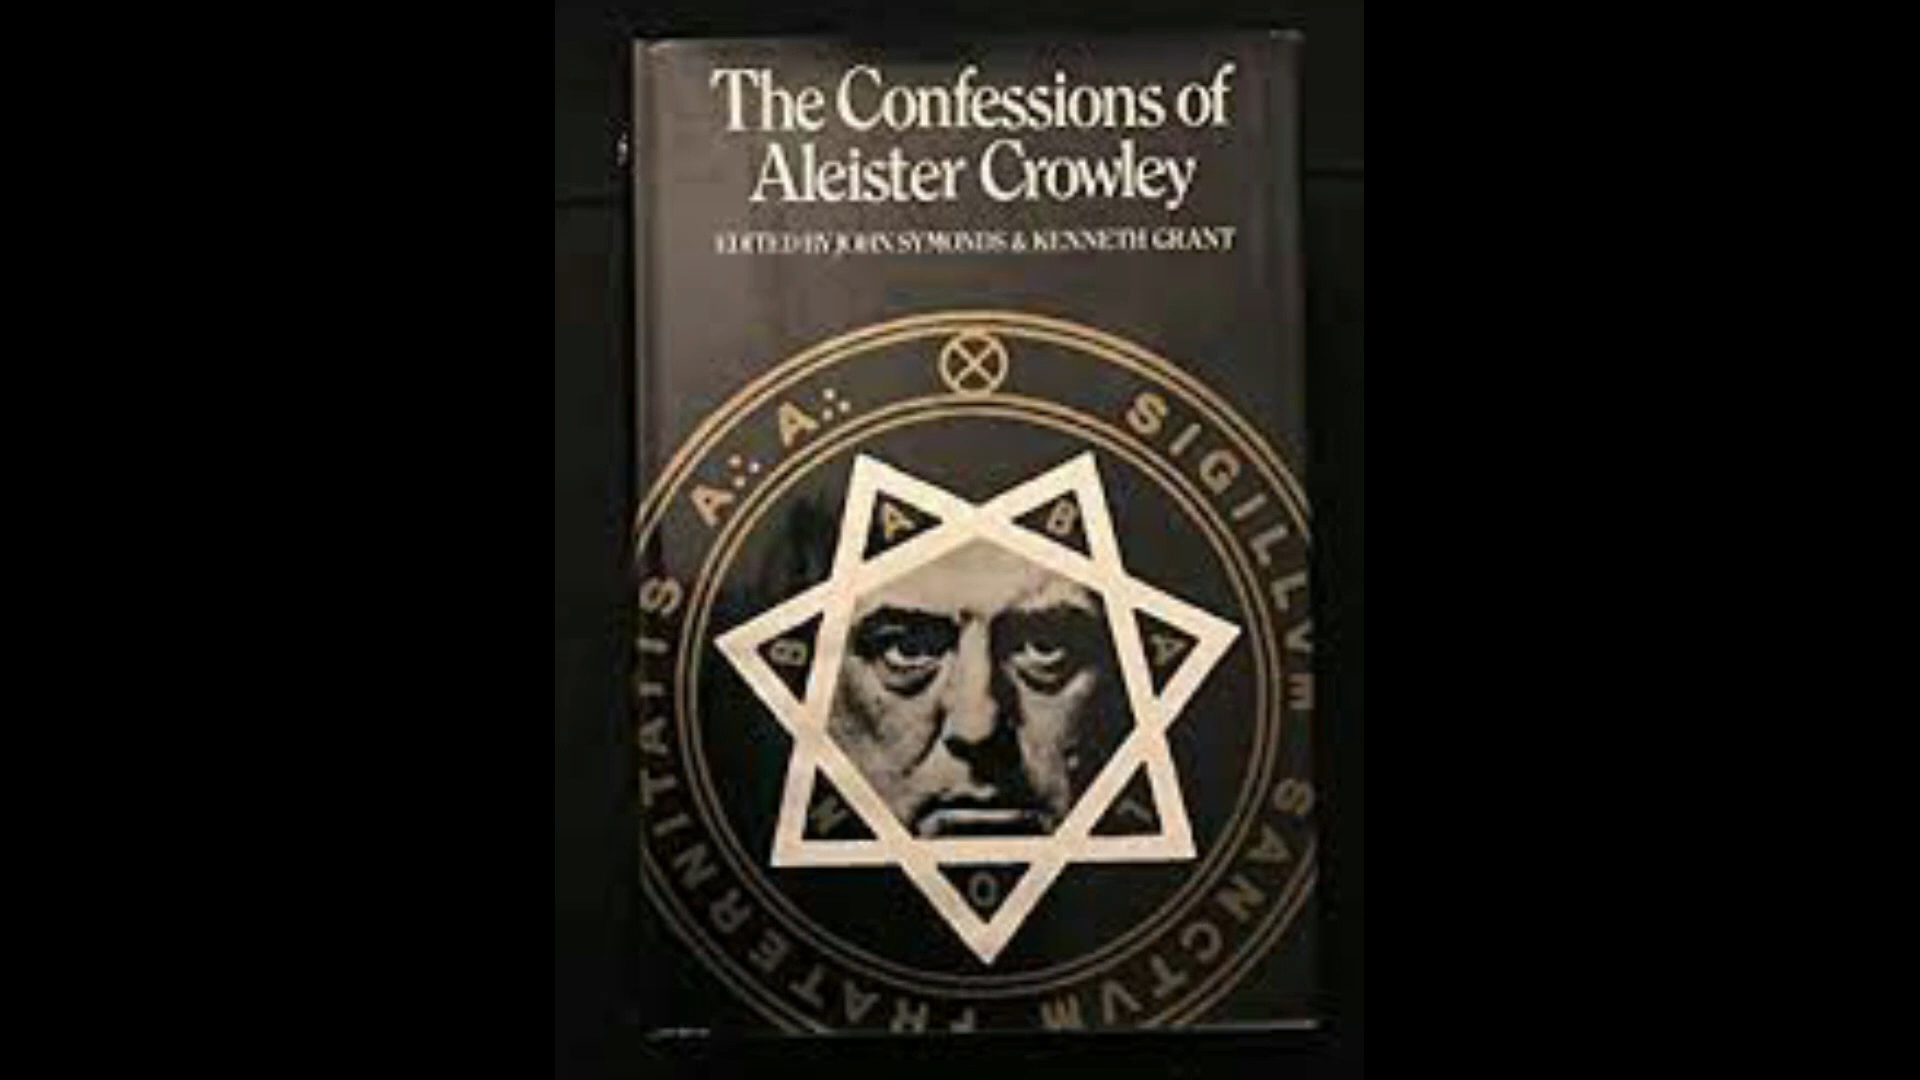 The Confessions of
Aleister Crowley
EDITED BY JOHN SYMONDS & KENNETH GRANT
SIGILLVM SANCTVM FRATERNITATIS A∴ A∴
B A B A L O N